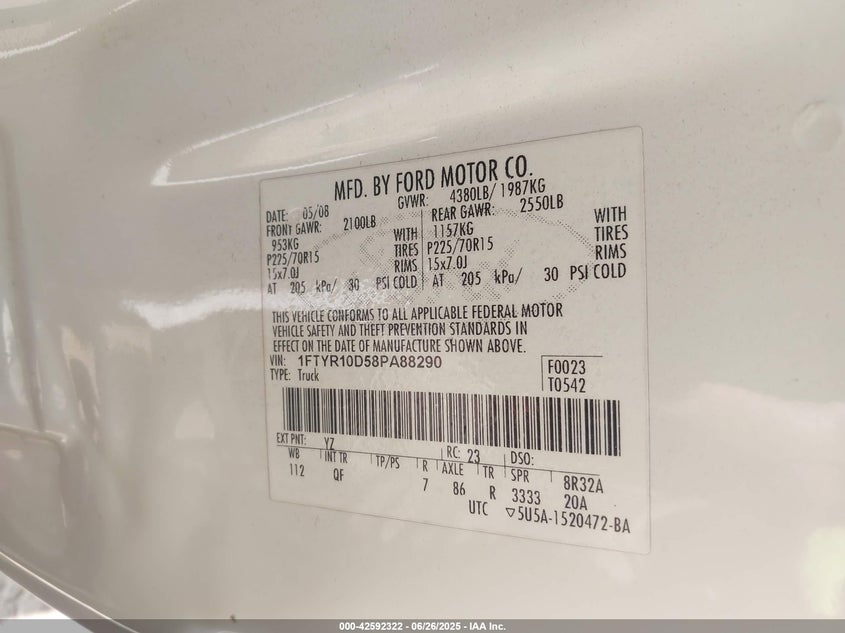 MFD. BY FORD MOTOR CO.
DATE: 05/08 GVWR: 4380LB/ 1987KG
FRONT GAWR: 2100LB REAR GAWR: 2550LB
953KG WITH 1157KG WITH
P225/70R15 TIRES P225/70R15 TIRES
15x7.0J RIMS 15x7.0J RIMS
AT 205 kPa/ 30 PSI COLD AT 205 kPa/ 30 PSI COLD
THIS VEHICLE CONFORMS TO ALL APPLICABLE FEDERAL MOTOR
VEHICLE SAFETY AND THEFT PREVENTION STANDARDS IN
EFFECT ON THE DATE OF MANUFACTURE SHOWN ABOVE.
VIN: 1FTYR10D58PA88290 F0023
TYPE: Truck T0542
EXT PNT: YZ RC: 23 DSO:
WB INT TR TP/PS R AXLE TR SPR 8R32A
112 QF 7 86 R 3333 20A
UTC ▽5U5A-1520472-BA
000-42592322 | 06/26/2025 - IAA Inc.